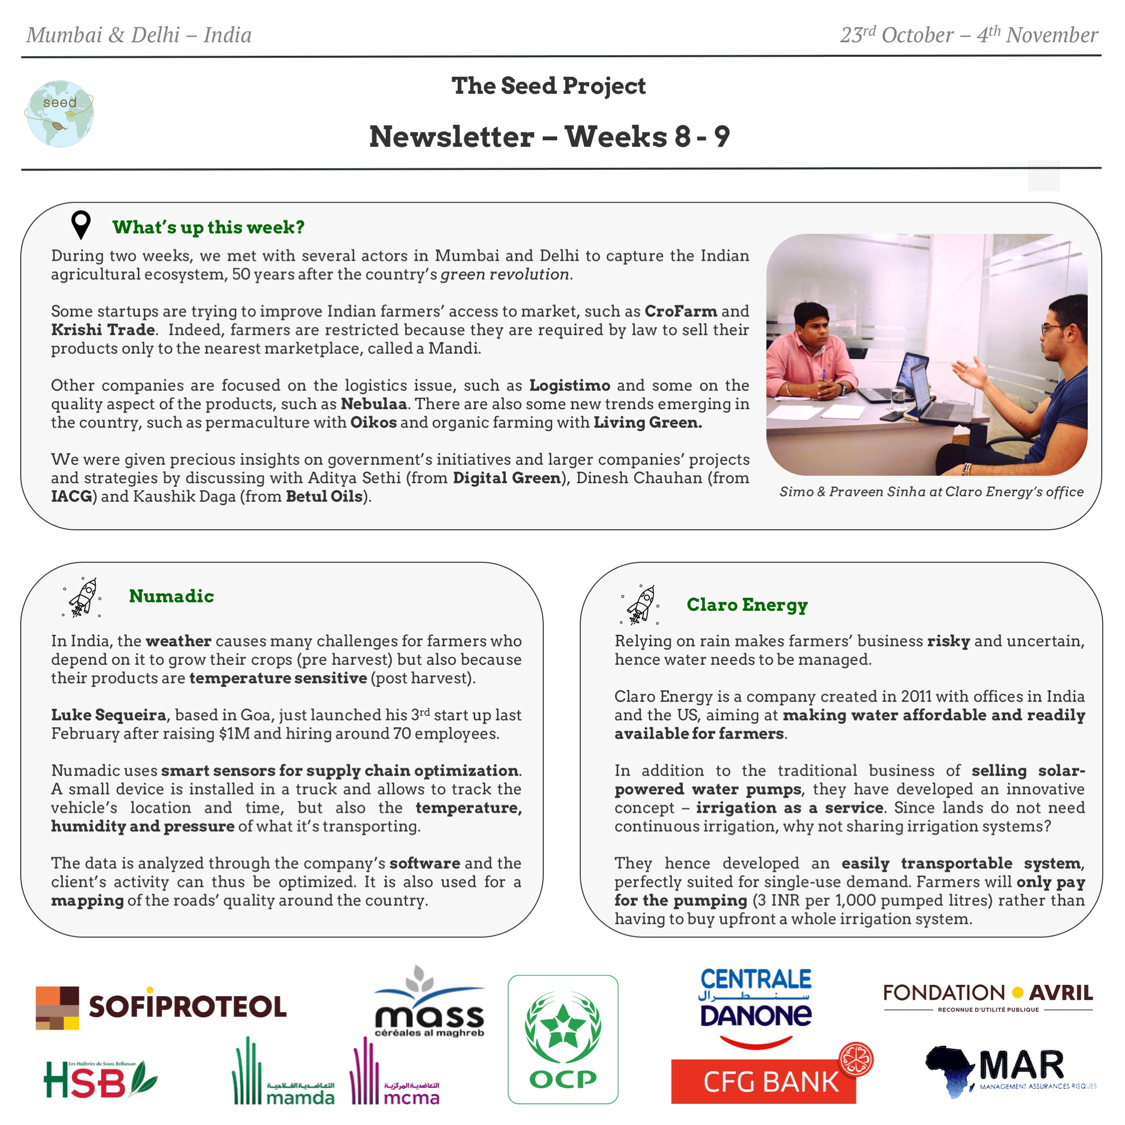 Mumbai & Delhi – India
23rd October – 4th November
seed
The Seed Project
Newsletter – Weeks 8 - 9
What's up this week?
During two weeks, we met with several actors in Mumbai and Delhi to capture the Indian
agricultural ecosystem, 50 years after the country's green revolution.
Some startups are trying to improve Indian farmers' access to market, such as CroFarm and
Krishi Trade. Indeed, farmers are restricted because they are required by law to sell their
products only to the nearest marketplace, called a Mandi.
Other companies are focused on the logistics issue, such as Logistimo and some on the
quality aspect of the products, such as Nebulaa. There are also some new trends emerging in
the country, such as permaculture with Oikos and organic farming with Living Green.
We were given precious insights on government's initiatives and larger companies' projects
and strategies by discussing with Aditya Sethi (from Digital Green), Dinesh Chauhan (from
IACG) and Kaushik Daga (from Betul Oils).
Simo & Praveen Sinha at Claro Energy's office
Numadic
In India, the weather causes many challenges for farmers who
depend on it to grow their crops (pre harvest) but also because
their products are temperature sensitive (post harvest).
Luke Sequeira, based in Goa, just launched his 3rd start up last
February after raising $1M and hiring around 70 employees.
Numadic uses smart sensors for supply chain optimization.
A small device is installed in a truck and allows to track the
vehicle's location and time, but also the temperature,
humidity and pressure of what it's transporting.
The data is analyzed through the company's software and the
client's activity can thus be optimized. It is also used for a
mapping of the roads' quality around the country.
Claro Energy
Relying on rain makes farmers' business risky and uncertain,
hence water needs to be managed.
Claro Energy is a company created in 2011 with offices in India
and the US, aiming at making water affordable and readily
available for farmers.
In addition to the traditional business of selling solar-
powered water pumps, they have developed an innovative
concept – irrigation as a service. Since lands do not need
continuous irrigation, why not sharing irrigation systems?
They hence developed an easily transportable system,
perfectly suited for single-use demand. Farmers will only pay
for the pumping (3 INR per 1,000 pumped litres) rather than
having to buy upfront a whole irrigation system.
SOFIPROTEOL
mass
céréales al maghreb
OCP
CENTRALE
سنطرال
DANONE
FONDATION AVRIL
RECONNUE D'UTILITÉ PUBLIQUE
Les Huileries du Souss Belhassan
HSB
التعاضدية الفلاحية
mamda
التعاضدية المركزية
mcma
CFG BANK
MAR
MANAGEMENT ASSURANCES RISQUES